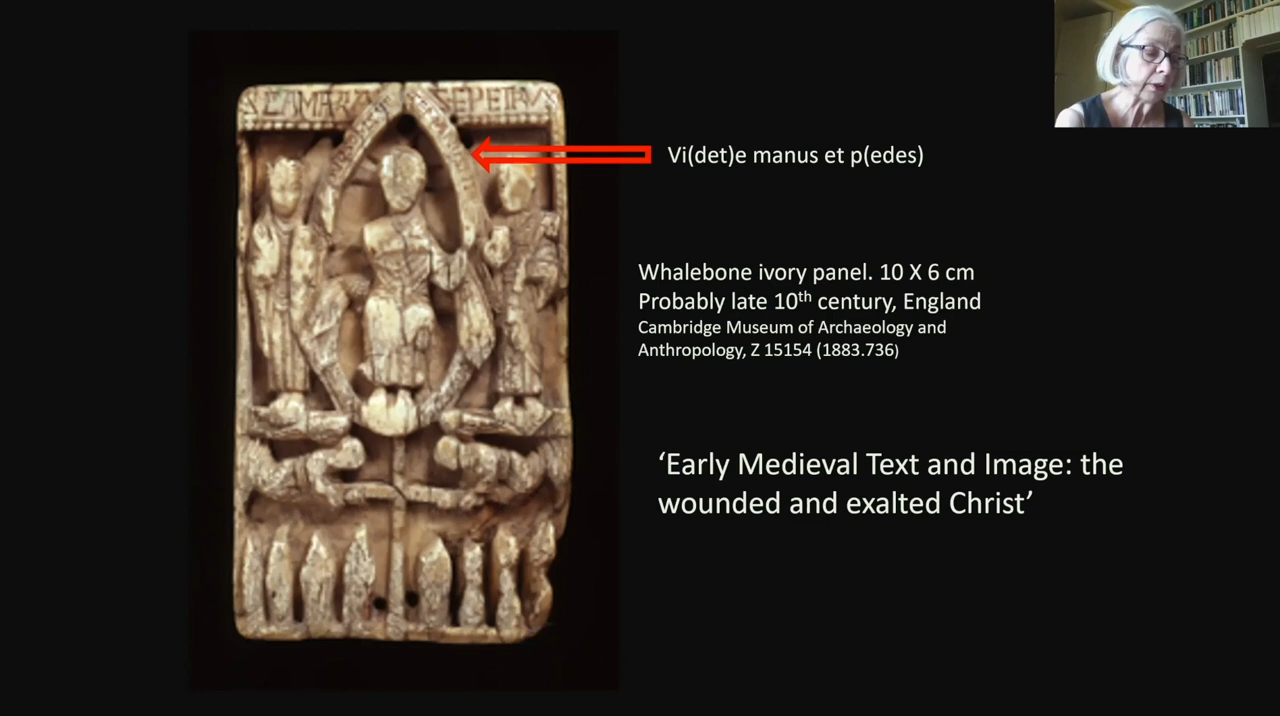 Vi(det)e manus et p(edes)
Whalebone ivory panel. 10 X 6 cm
Probably late 10th century, England
Cambridge Museum of Archaeology and
Anthropology, Z 15154 (1883.736)
‘Early Medieval Text and Image: the
wounded and exalted Christ’